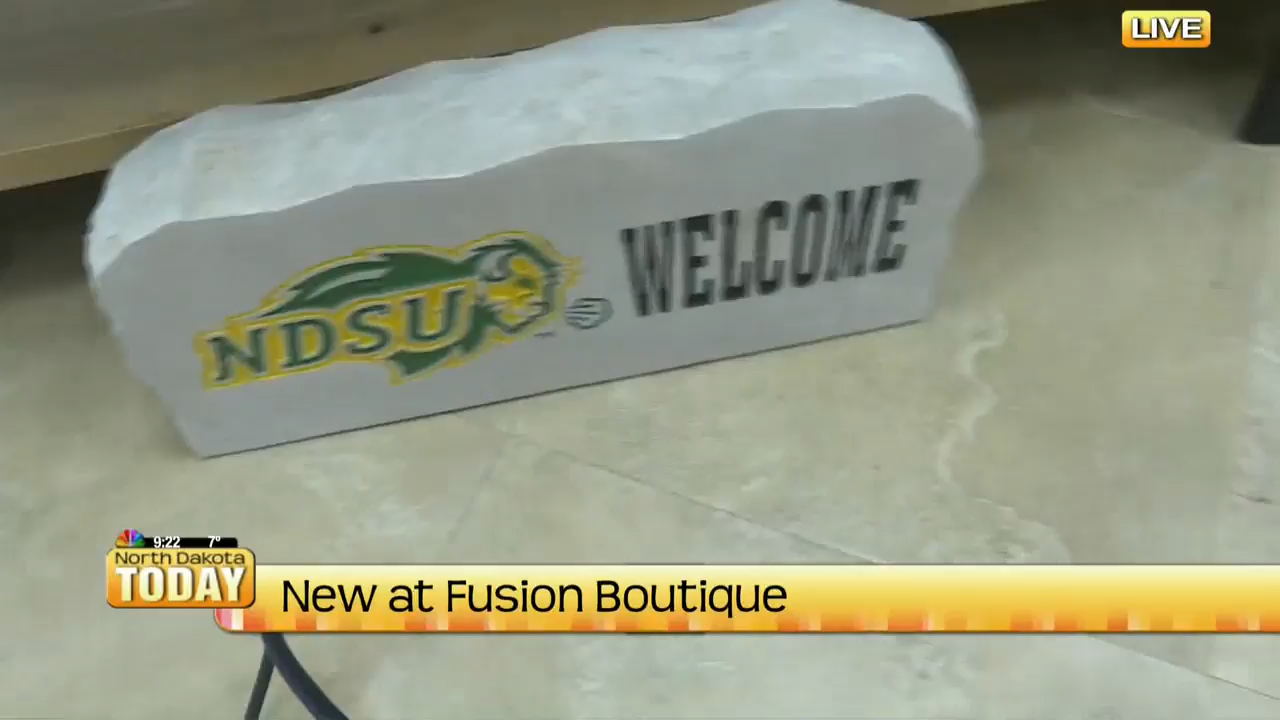 LIVE
NDSU WELCOME
9:22 7°
North Dakota
TODAY
New at Fusion Boutique